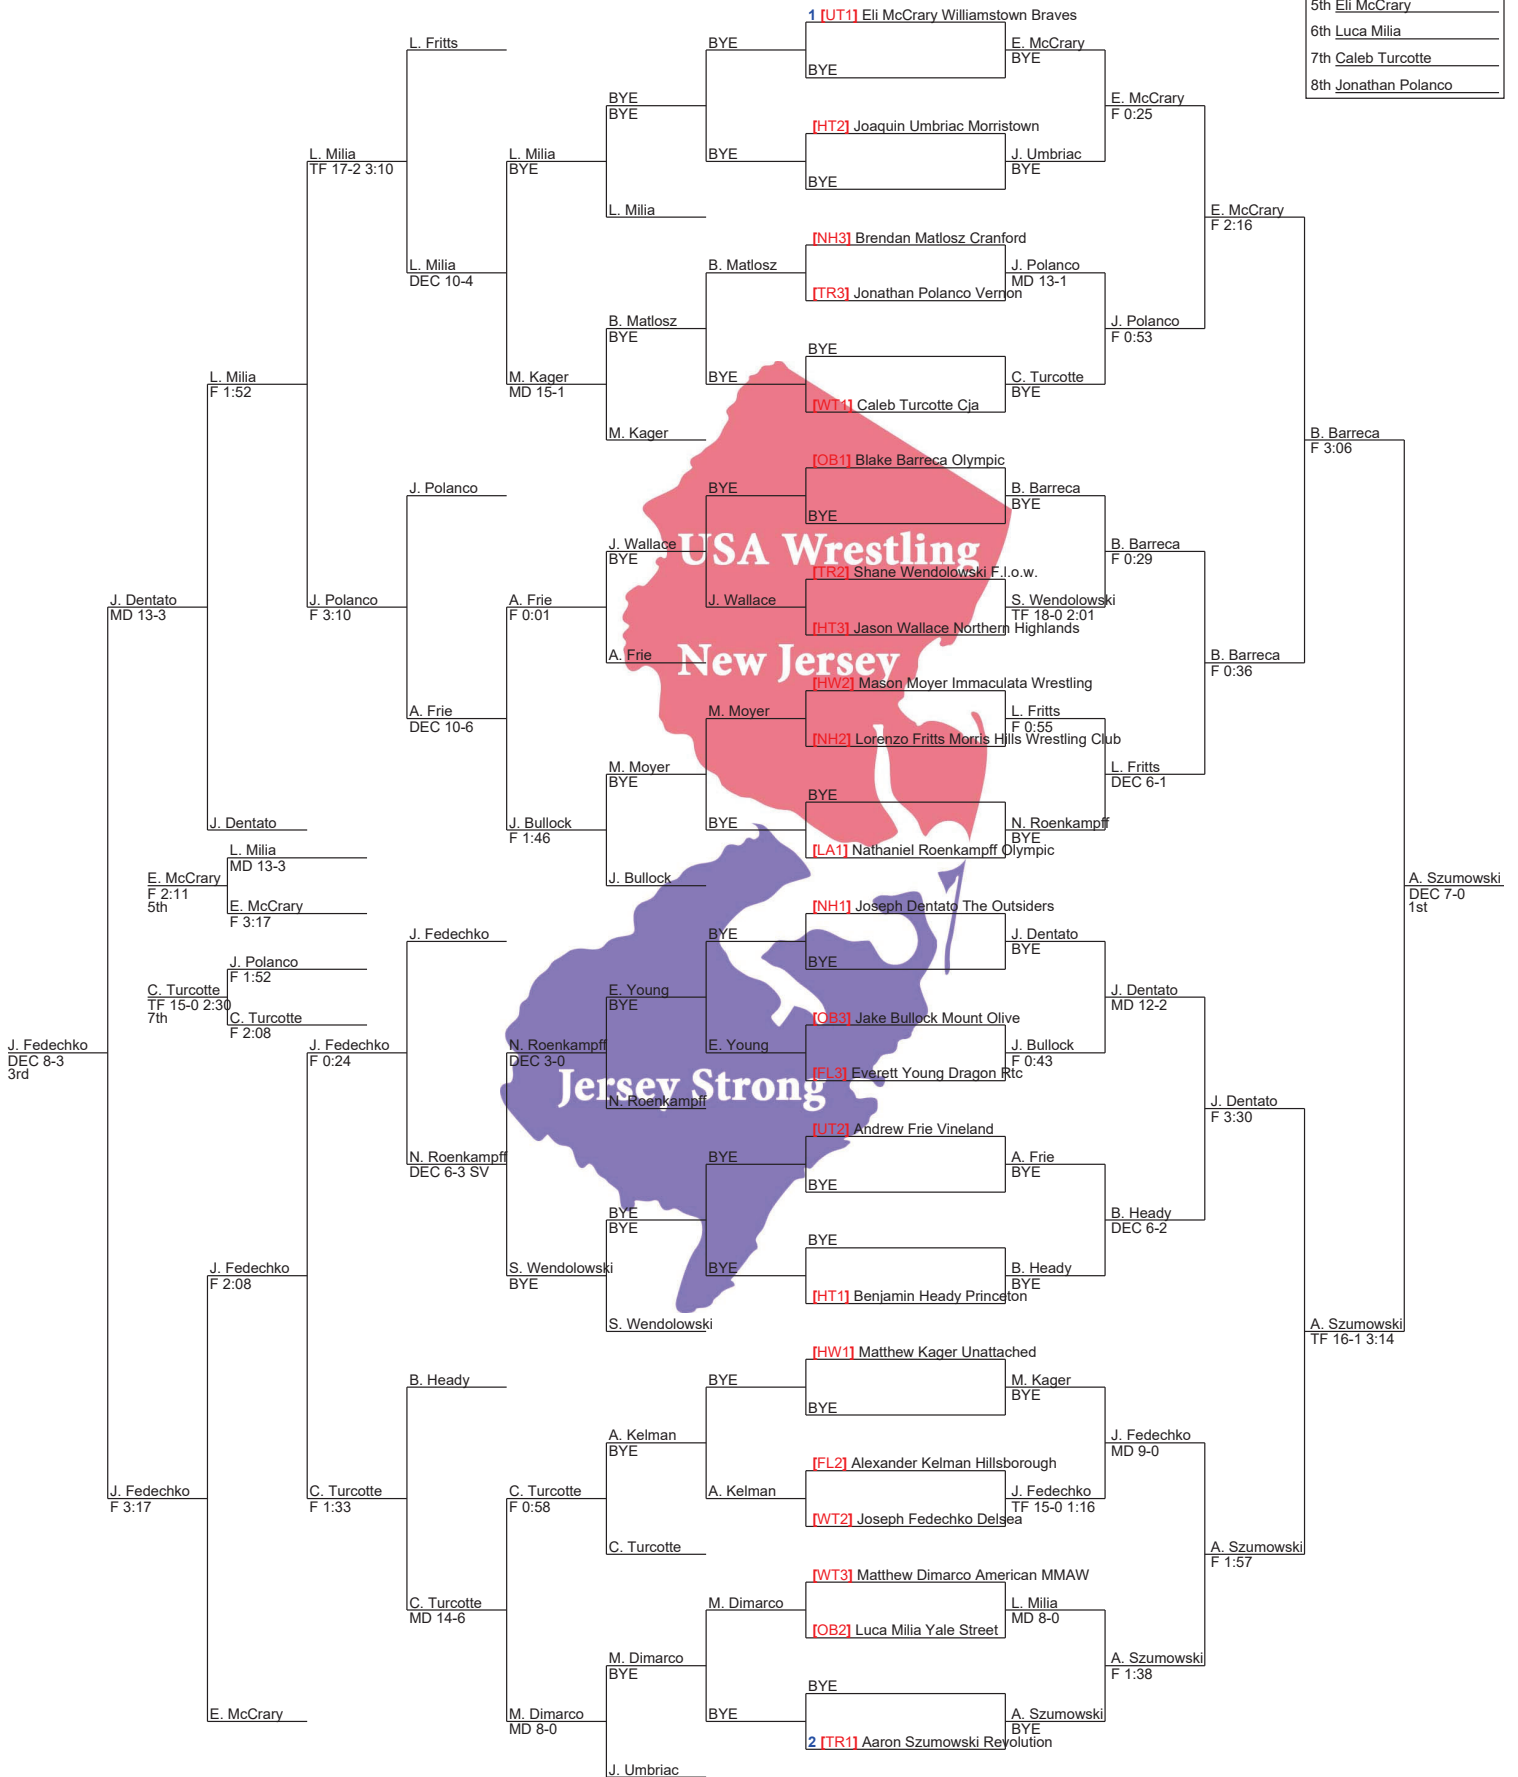 5th Eli McCrary
6th Luca Milia
7th Caleb Turcotte
8th Jonathan Polanco
1 [UT1] Eli McCrary Williamstown Braves
BYE
[HT2] Joaquin Umbriac Morristown
BYE
[NH3] Brendan Matlosz Cranford
[TR3] Jonathan Polanco Vernon
BYE
[WT1] Caleb Turcotte Cja
[OB1] Blake Barreca Olympic
BYE
[TR2] Shane Wendolowski F.l.o.w.
[HT3] Jason Wallace Northern Highlands
[HW2] Mason Moyer Immaculata Wrestling
[NH2] Lorenzo Fritts Morris Hills Wrestling Club
BYE
[LA1] Nathaniel Roenkampff Olympic
[NH1] Joseph Dentato The Outsiders
BYE
[OB3] Jake Bullock Mount Olive
[FL3] Everett Young Dragon Rtc
[UT2] Andrew Frie Vineland
BYE
BYE
[HT1] Benjamin Heady Princeton
[HW1] Matthew Kager Unattached
BYE
[FL2] Alexander Kelman Hillsborough
[WT2] Joseph Fedechko Delsea
[WT3] Matthew Dimarco American MMAW
[OB2] Luca Milia Yale Street
BYE
2 [TR1] Aaron Szumowski Revolution
E. McCrary
BYE
J. Umbriac
BYE
J. Polanco
MD 13-1
C. Turcotte
BYE
B. Barreca
BYE
S. Wendolowski
TF 18-0 2:01
L. Fritts
F 0:55
N. Roenkampff
BYE
J. Dentato
BYE
J. Bullock
F 0:43
A. Frie
BYE
B. Heady
BYE
M. Kager
BYE
J. Fedechko
TF 15-0 1:16
L. Milia
MD 8-0
A. Szumowski
BYE
E. McCrary
F 0:25
J. Polanco
F 0:53
B. Barreca
F 0:29
L. Fritts
DEC 6-1
J. Dentato
MD 12-2
B. Heady
DEC 6-2
J. Fedechko
MD 9-0
A. Szumowski
F 1:38
E. McCrary
F 2:16
B. Barreca
F 0:36
J. Dentato
F 3:30
A. Szumowski
F 1:57
B. Barreca
F 3:06
A. Szumowski
TF 16-1 3:14
A. Szumowski
DEC 7-0
1st
BYE
BYE
B. Matlosz
BYE
BYE
J. Wallace
M. Moyer
BYE
BYE
E. Young
BYE
BYE
BYE
A. Kelman
M. Dimarco
BYE
BYE
BYE
L. Milia
B. Matlosz
BYE
M. Kager
J. Wallace
BYE
A. Frie
M. Moyer
BYE
J. Bullock
E. Young
BYE
N. Roenkampff
BYE
BYE
S. Wendolowski
A. Kelman
BYE
C. Turcotte
M. Dimarco
BYE
J. Umbriac
L. Milia
BYE
M. Kager
MD 15-1
A. Frie
F 0:01
J. Bullock
F 1:46
N. Roenkampff
DEC 3-0
S. Wendolowski
BYE
C. Turcotte
F 0:58
M. Dimarco
MD 8-0
L. Fritts
L. Milia
DEC 10-4
J. Polanco
A. Frie
DEC 10-6
J. Fedechko
N. Roenkampff
DEC 6-3 SV
B. Heady
C. Turcotte
MD 14-6
L. Milia
TF 17-2 3:10
J. Polanco
F 3:10
J. Fedechko
F 0:24
C. Turcotte
F 1:33
L. Milia
F 1:52
J. Dentato
J. Fedechko
F 2:08
E. McCrary
J. Dentato
MD 13-3
J. Fedechko
F 3:17
J. Fedechko
DEC 8-3
3rd
L. Milia
MD 13-3
E. McCrary
F 3:17
E. McCrary
F 2:11
5th
J. Polanco
F 1:52
C. Turcotte
F 2:08
C. Turcotte
TF 15-0 2:30
7th
USA Wrestling
New Jersey
Jersey Strong